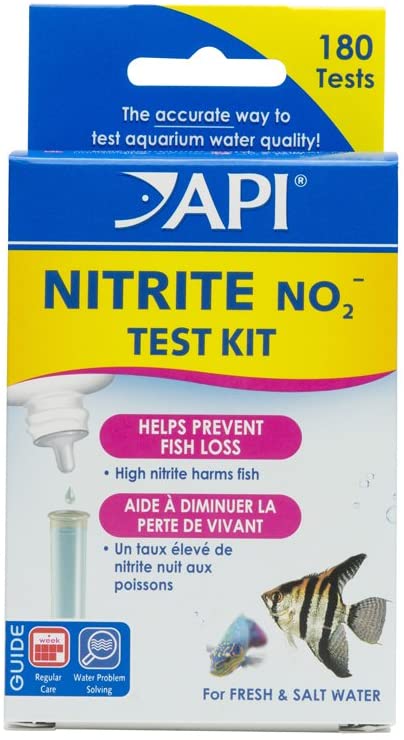 180
Tests
The accurate way to
test aquarium water quality!
API®
NITRITE NO₂⁻
TEST KIT
HELPS PREVENT
FISH LOSS
• High nitrite harms fish
AIDE À DIMINUER LA
PERTE DE VIVANT
• Un taux élevé de
nitrite nuit aux
poissons
GUIDE
week
Regular
Care
Water Problem
Solving
For FRESH & SALT WATER